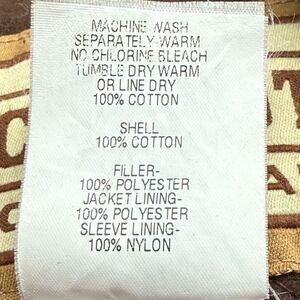 MACHINE WASH
SEPARATELY-WARM
NO CHLORINE BLEACH
TUMBLE DRY WARM
OR LINE DRY
100% COTTON
SHELL
100% COTTON
FILLER-
100% POLYESTER
JACKET LINING-
100% POLYESTER
SLEEVE LINING-
100% NYLON